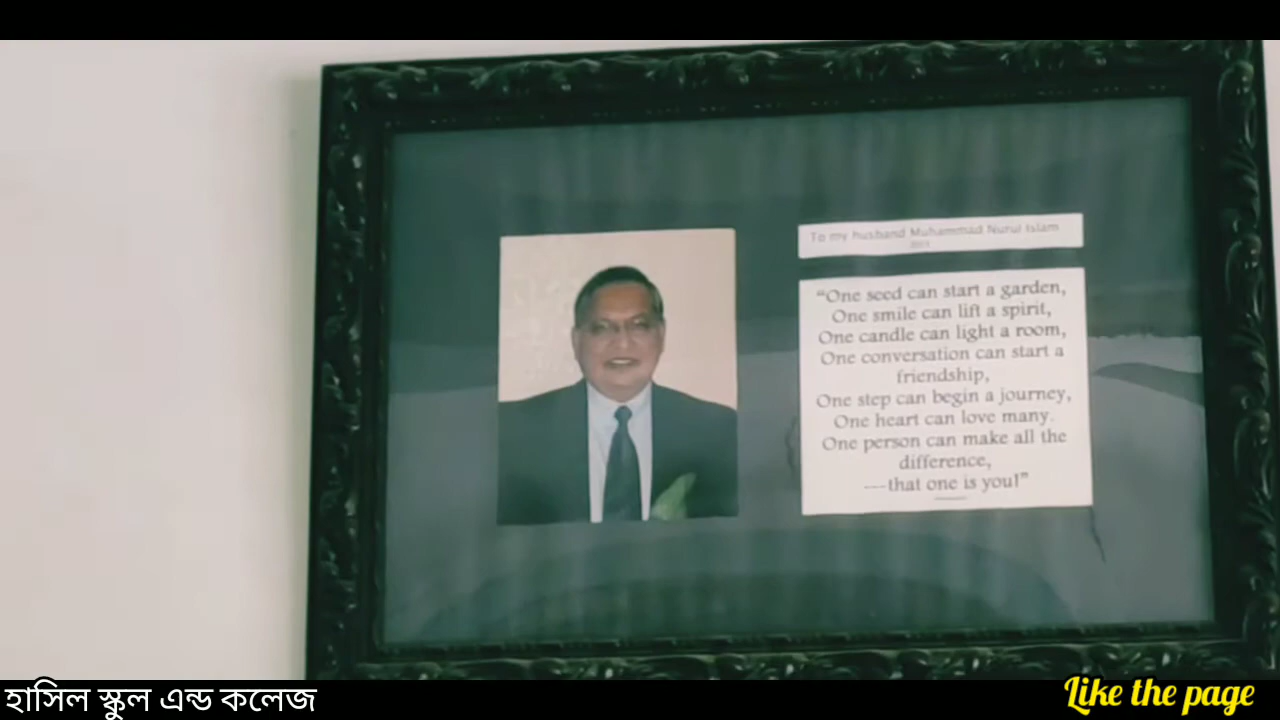 To my husband Muhammad Nurul Islam
“One seed can start a garden,
One smile can lift a spirit,
One candle can light a room,
One conversation can start a
friendship,
One step can begin a journey,
One heart can love many.
One person can make all the
difference,
---that one is you!”
হাসিল স্কুল এন্ড কলেজ
Like the page